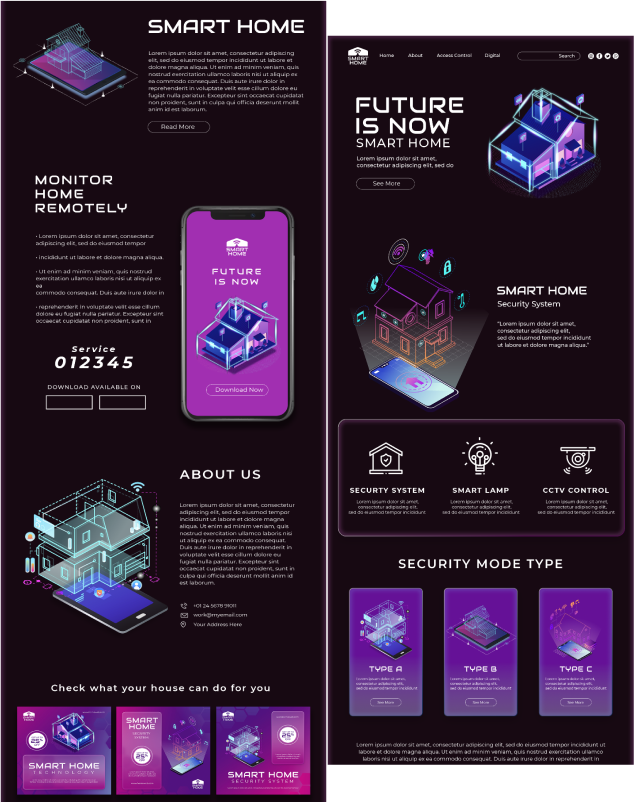 SMART HOME
Lorem ipsum dolor sit amet, consectetur
adipiscing elit, sed do eiusmod tempor
incididunt ut labore et dolore magna aliqua.
Ut enim ad minim veniam, quis
nostrud exercitation ullamco laboris nisi ut aliquip ex
ea commodo consequat. Duis aute irure dolor in
reprehenderit in voluptate velit esse cillum dolore eu
fugiat nulla pariatur. Excepteur sint occaecat cupidatat
non proident, sunt in culpa qui officia deserunt mollit
anim id est laborum.
Read More
MONITOR
HOME
REMOTELY
• Lorem ipsum dolor sit amet, consectetur
adipiscing elit, sed do eiusmod tempor
• incididunt ut labore et dolore magna aliqua.
• Ut enim ad minim veniam, quis nostrud
exercitation ullamco laboris nisi ut aliquip ex
ea
commodo consequat. Duis aute irure dolor in
• reprehenderit in voluptate velit esse cillum
dolore eu fugiat nulla pariatur. Excepteur sint
occaecat cupidatat non proident, sunt in
Service
012345
DOWNLOAD AVAILABLE ON
SMART
HOME
FUTURE
IS NOW
Download Now
ABOUT US
Lorem ipsum dolor sit amet, consectetur
adipiscing elit, sed do eiusmod tempor
incididunt ut labore et dolore magna
aliqua. Ut enim ad minim veniam, quis
nostrud exercitation ullamco laboris nisi ut
aliquip ex ea commodo consequat.
Duis aute irure dolor in reprehenderit in
voluptate velit esse cillum dolore eu
fugiat nulla pariatur. Excepteur sint
occaecat cupidatat non proident, sunt in
culpa qui officia deserunt mollit anim id
est laborum.
+01 24 5678 91011
work@myemail.com
Your Address Here
Check what your house can do for you
SMART HOME
TECHNOLOGY
SMART
HOME
SECURITY
SYSTEM
25%
25%
SMART HOME
SECURITY SYSTEM
SMART
HOME
Home
About
Access Control
Digital
Search
FUTURE
IS NOW
SMART HOME
Lorem ipsum dolor sit amet,
consectetur adipiscing elit, sed do
See More
SMART HOME
Security System
"Lorem ipsum dolor sit amet,
consectetur adipiscing elit,
sed do eiusmod tempor incididunt
ut labore et dolore magna aliqua."
SECURTY SYSTEM
Lorem ipsum dolor sit amet,
consectetur adipiscing elit,
sed do eiusmod tempor incididunt
SMART LAMP
Lorem ipsum dolor sit amet,
consectetur adipiscing elit,
sed do eiusmod tempor incididunt
CCTV CONTROL
Lorem ipsum dolor sit amet,
consectetur adipiscing elit,
sed do eiusmod tempor incididunt
SECURITY MODE TYPE
TYPE A
Lorem ipsum dolor sit amet,
consectetur adipiscing elit,
sed do eiusmod tempor incididunt
See More
TYPE B
Lorem ipsum dolor sit amet,
consectetur adipiscing elit,
sed do eiusmod tempor incididunt
See More
TYPE C
Lorem ipsum dolor sit amet,
consectetur adipiscing elit,
sed do eiusmod tempor incididunt
See More
Lorem ipsum dolor sit amet, consectetur adipiscing elit,
sed do eiusmod tempor incididunt ut labore et dolore
magna aliqua. Ut enim ad minim veniam, quis nostrud